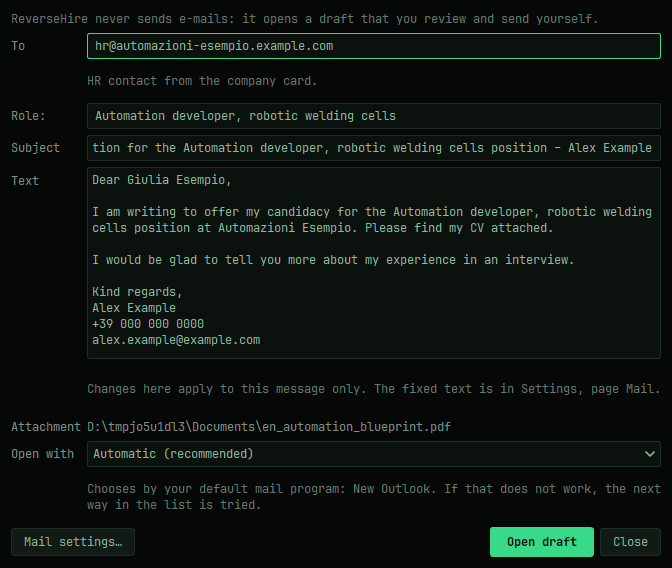 ReverseHire never sends e-mails: it opens a draft that you review and send yourself.
To
hr@automazioni-esempio.example.com
HR contact from the company card.
Role:
Automation developer, robotic welding cells
Subject
tion for the Automation developer, robotic welding cells position – Alex Example
Text
Dear Giulia Esempio,
I am writing to offer my candidacy for the Automation developer, robotic welding
cells position at Automazioni Esempio. Please find my CV attached.
I would be glad to tell you more about my experience in an interview.
Kind regards,
Alex Example
+39 000 000 0000
alex.example@example.com
Changes here apply to this message only. The fixed text is in Settings, page Mail.
Attachment D:\tmpjo5u1dl3\Documents\en_automation_blueprint.pdf
Open with
Automatic (recommended)
Chooses by your default mail program: New Outlook. If that does not work, the next
way in the list is tried.
Mail settings…
Open draft
Close